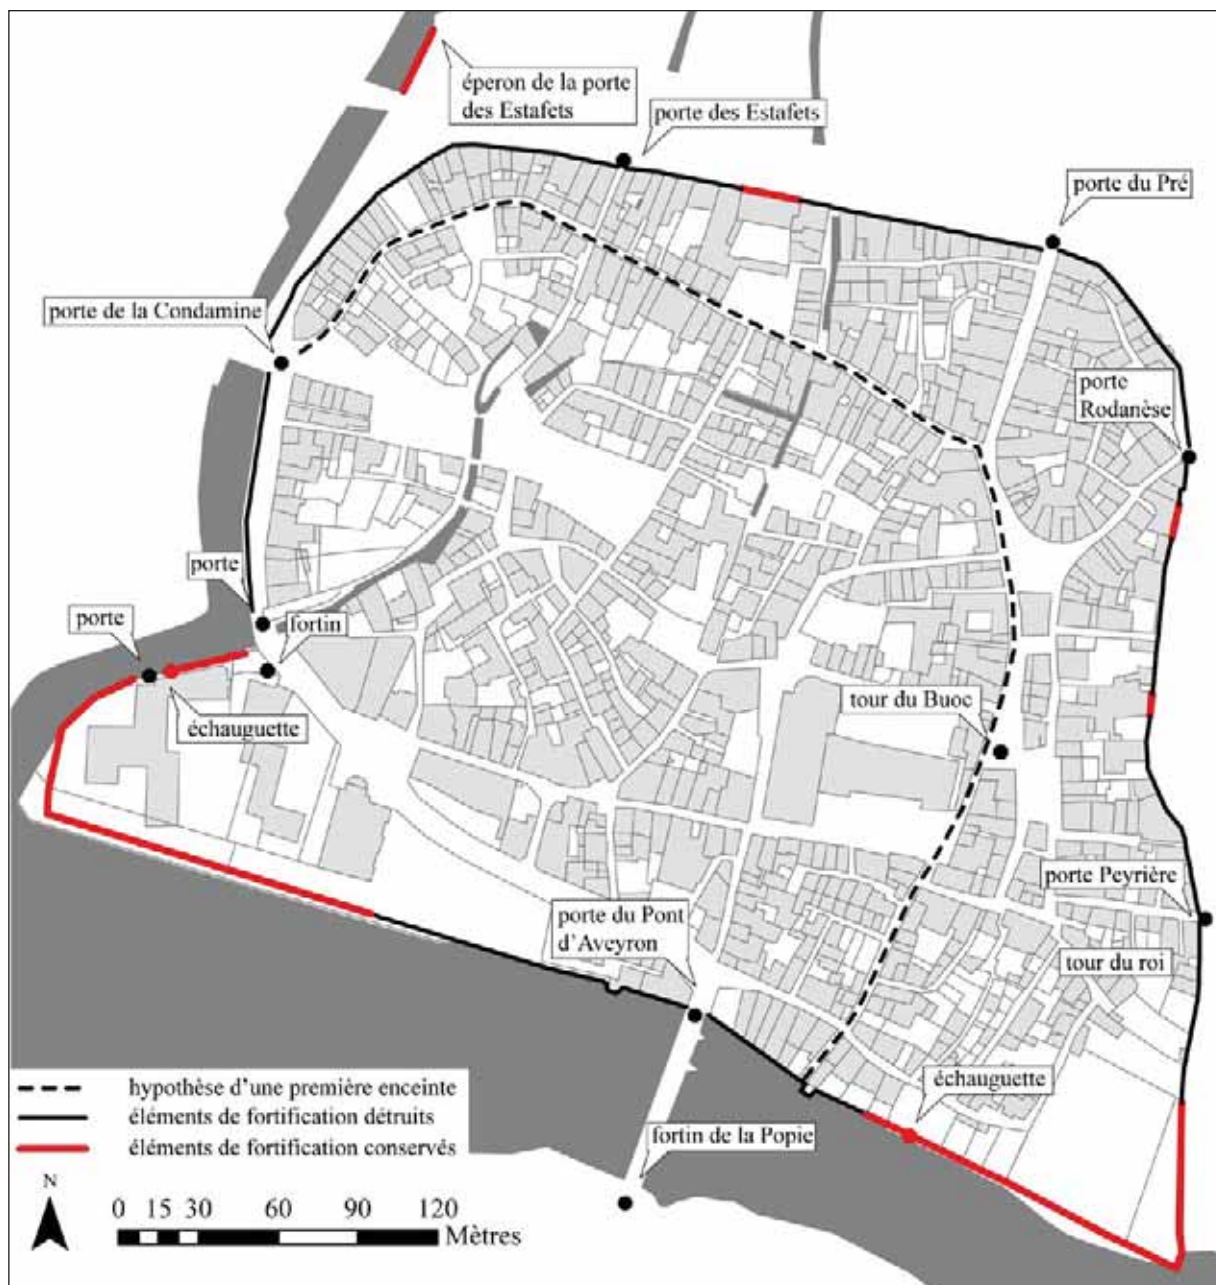 éperon de la porte
des Estafets
porte des Estafets
porte du Pré
porte de la Condamine
porte
Rodanèse
porte
porte
fortin
échauguette
tour du Buoc
porte Peyrière
porte du Pont
d'Aveyron
tour du roi
échauguette
fortin de la Popie
hypothèse d'une première enceinte
éléments de fortification détruits
éléments de fortification conservés
N
0 15 30 60 90 120
Mètres